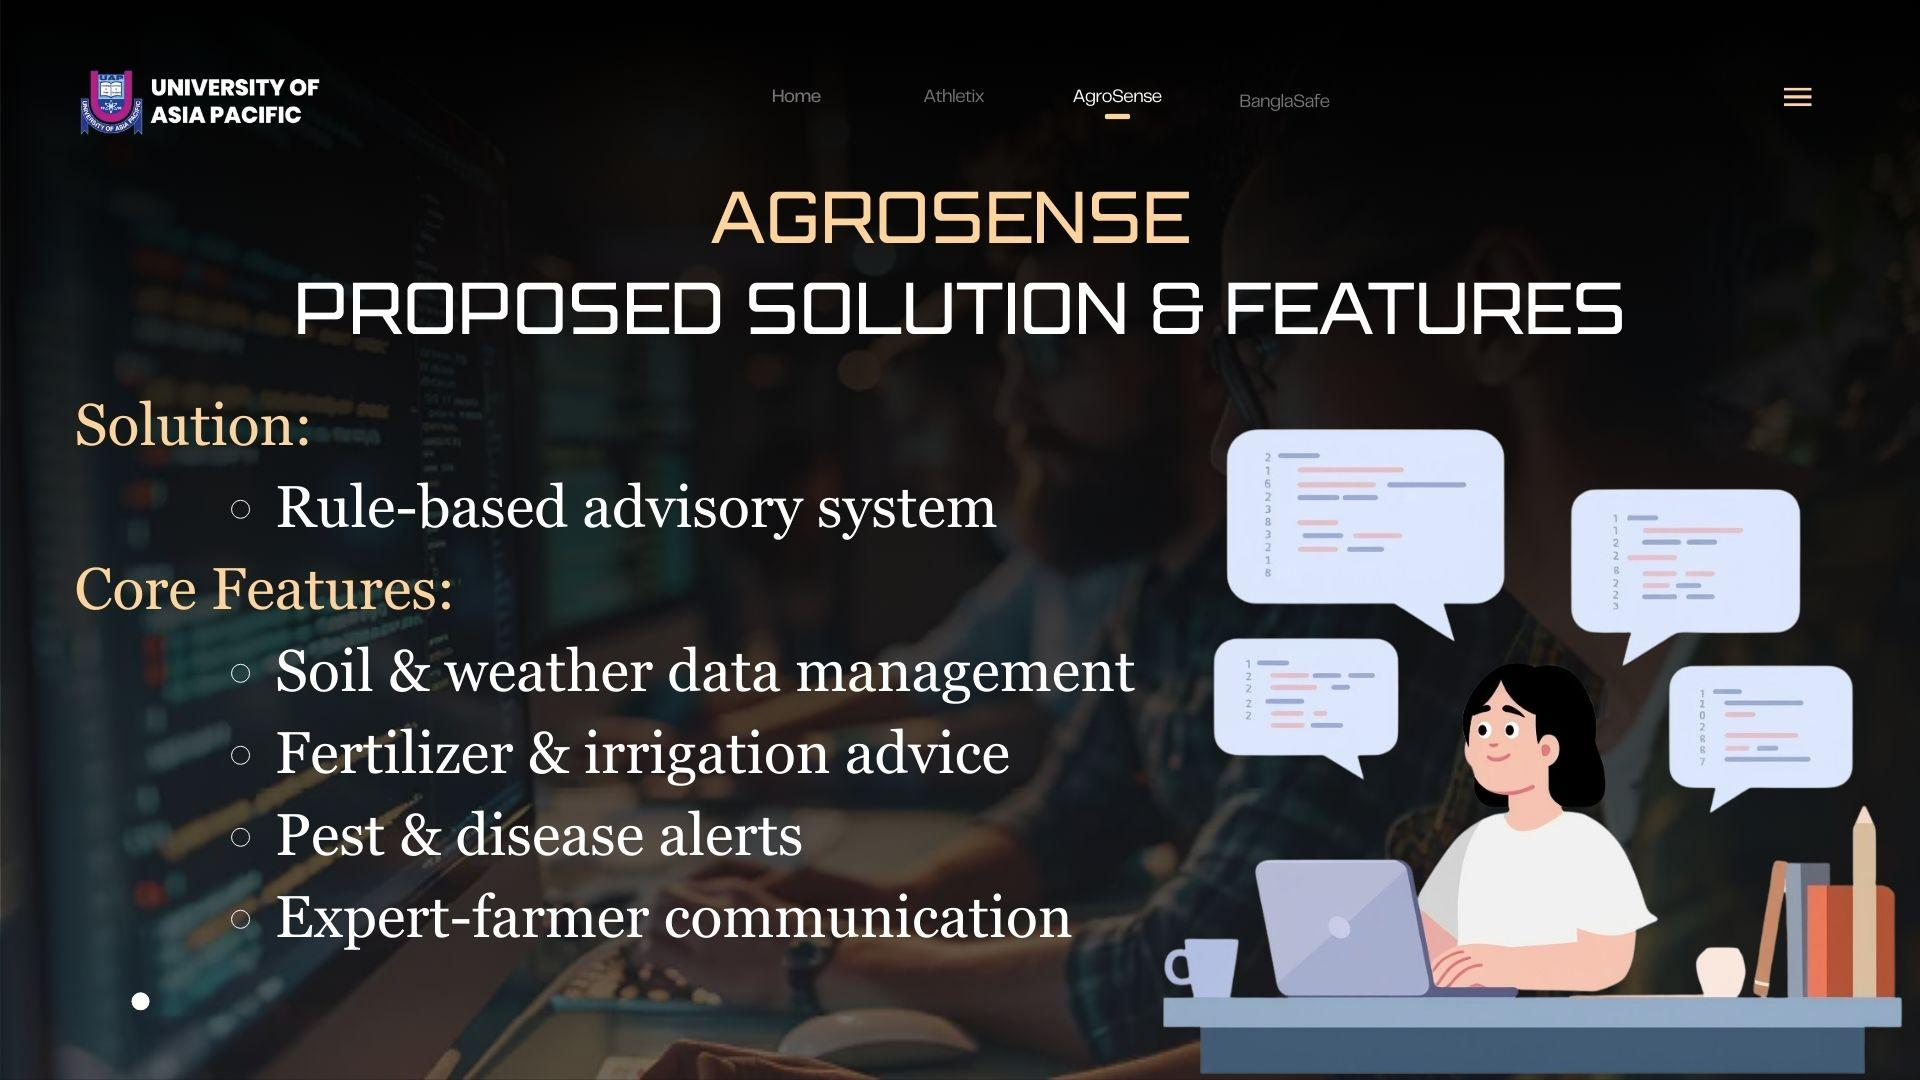 UNIVERSITY OF
ASIA PACIFIC
Home
Athletix
AgroSense
BanglaSafe
AGROSENSE
PROPOSED SOLUTION & FEATURES
Solution:
Rule-based advisory system
Core Features:
Soil & weather data management
Fertilizer & irrigation advice
Pest & disease alerts
Expert-farmer communication